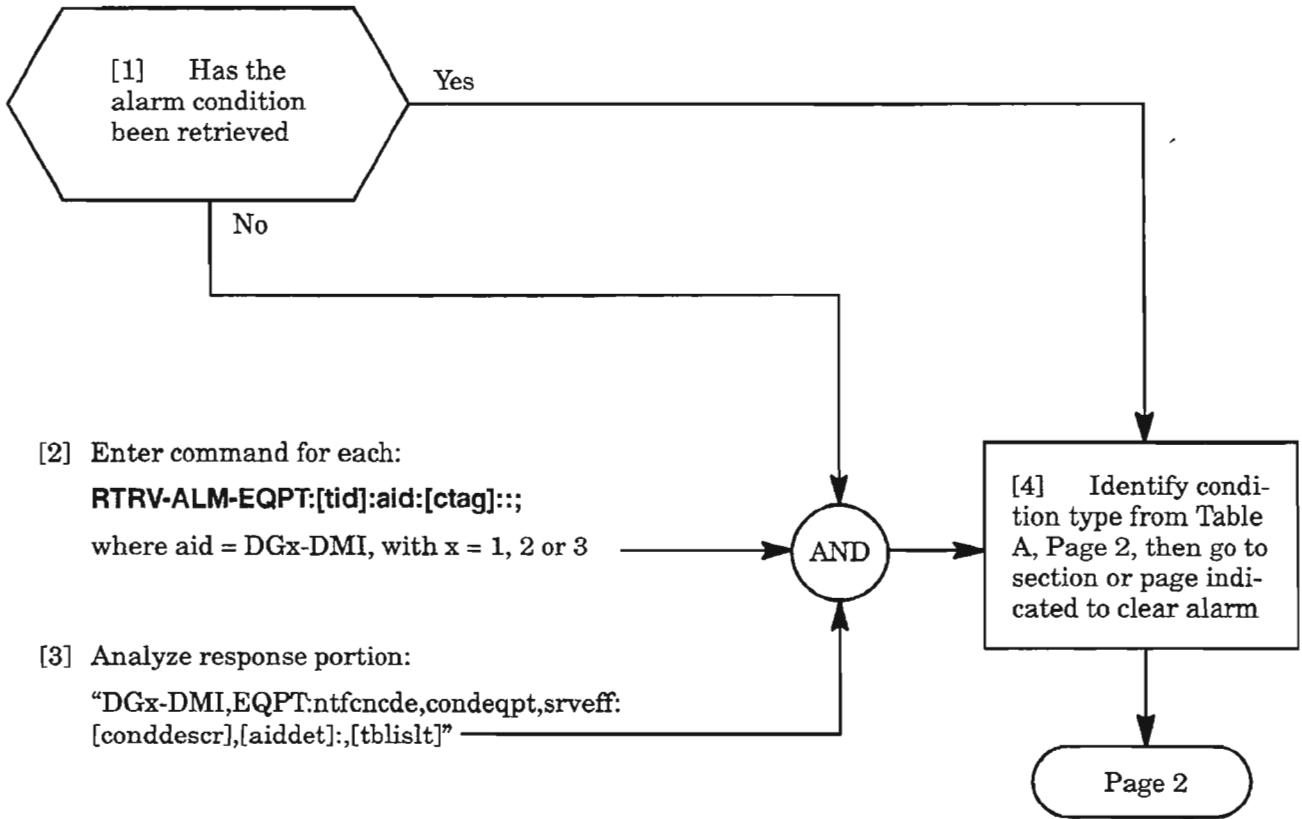 [1] Has the
alarm condition
been retrieved
Yes
No
[2] Enter command for each:
RTRV-ALM-EQPT:[tid]:aid:[ctag]::;
where aid = DGx-DMI, with x = 1, 2 or 3
AND
[4] Identify condi-
tion type from Table
A, Page 2, then go to
section or page indi-
cated to clear alarm
[3] Analyze response portion:
“DGx-DMI,EQPT:ntfcncde,condeqpt,srveff:
[conddescr],[aiddet]:,[tblislt]”
Page 2